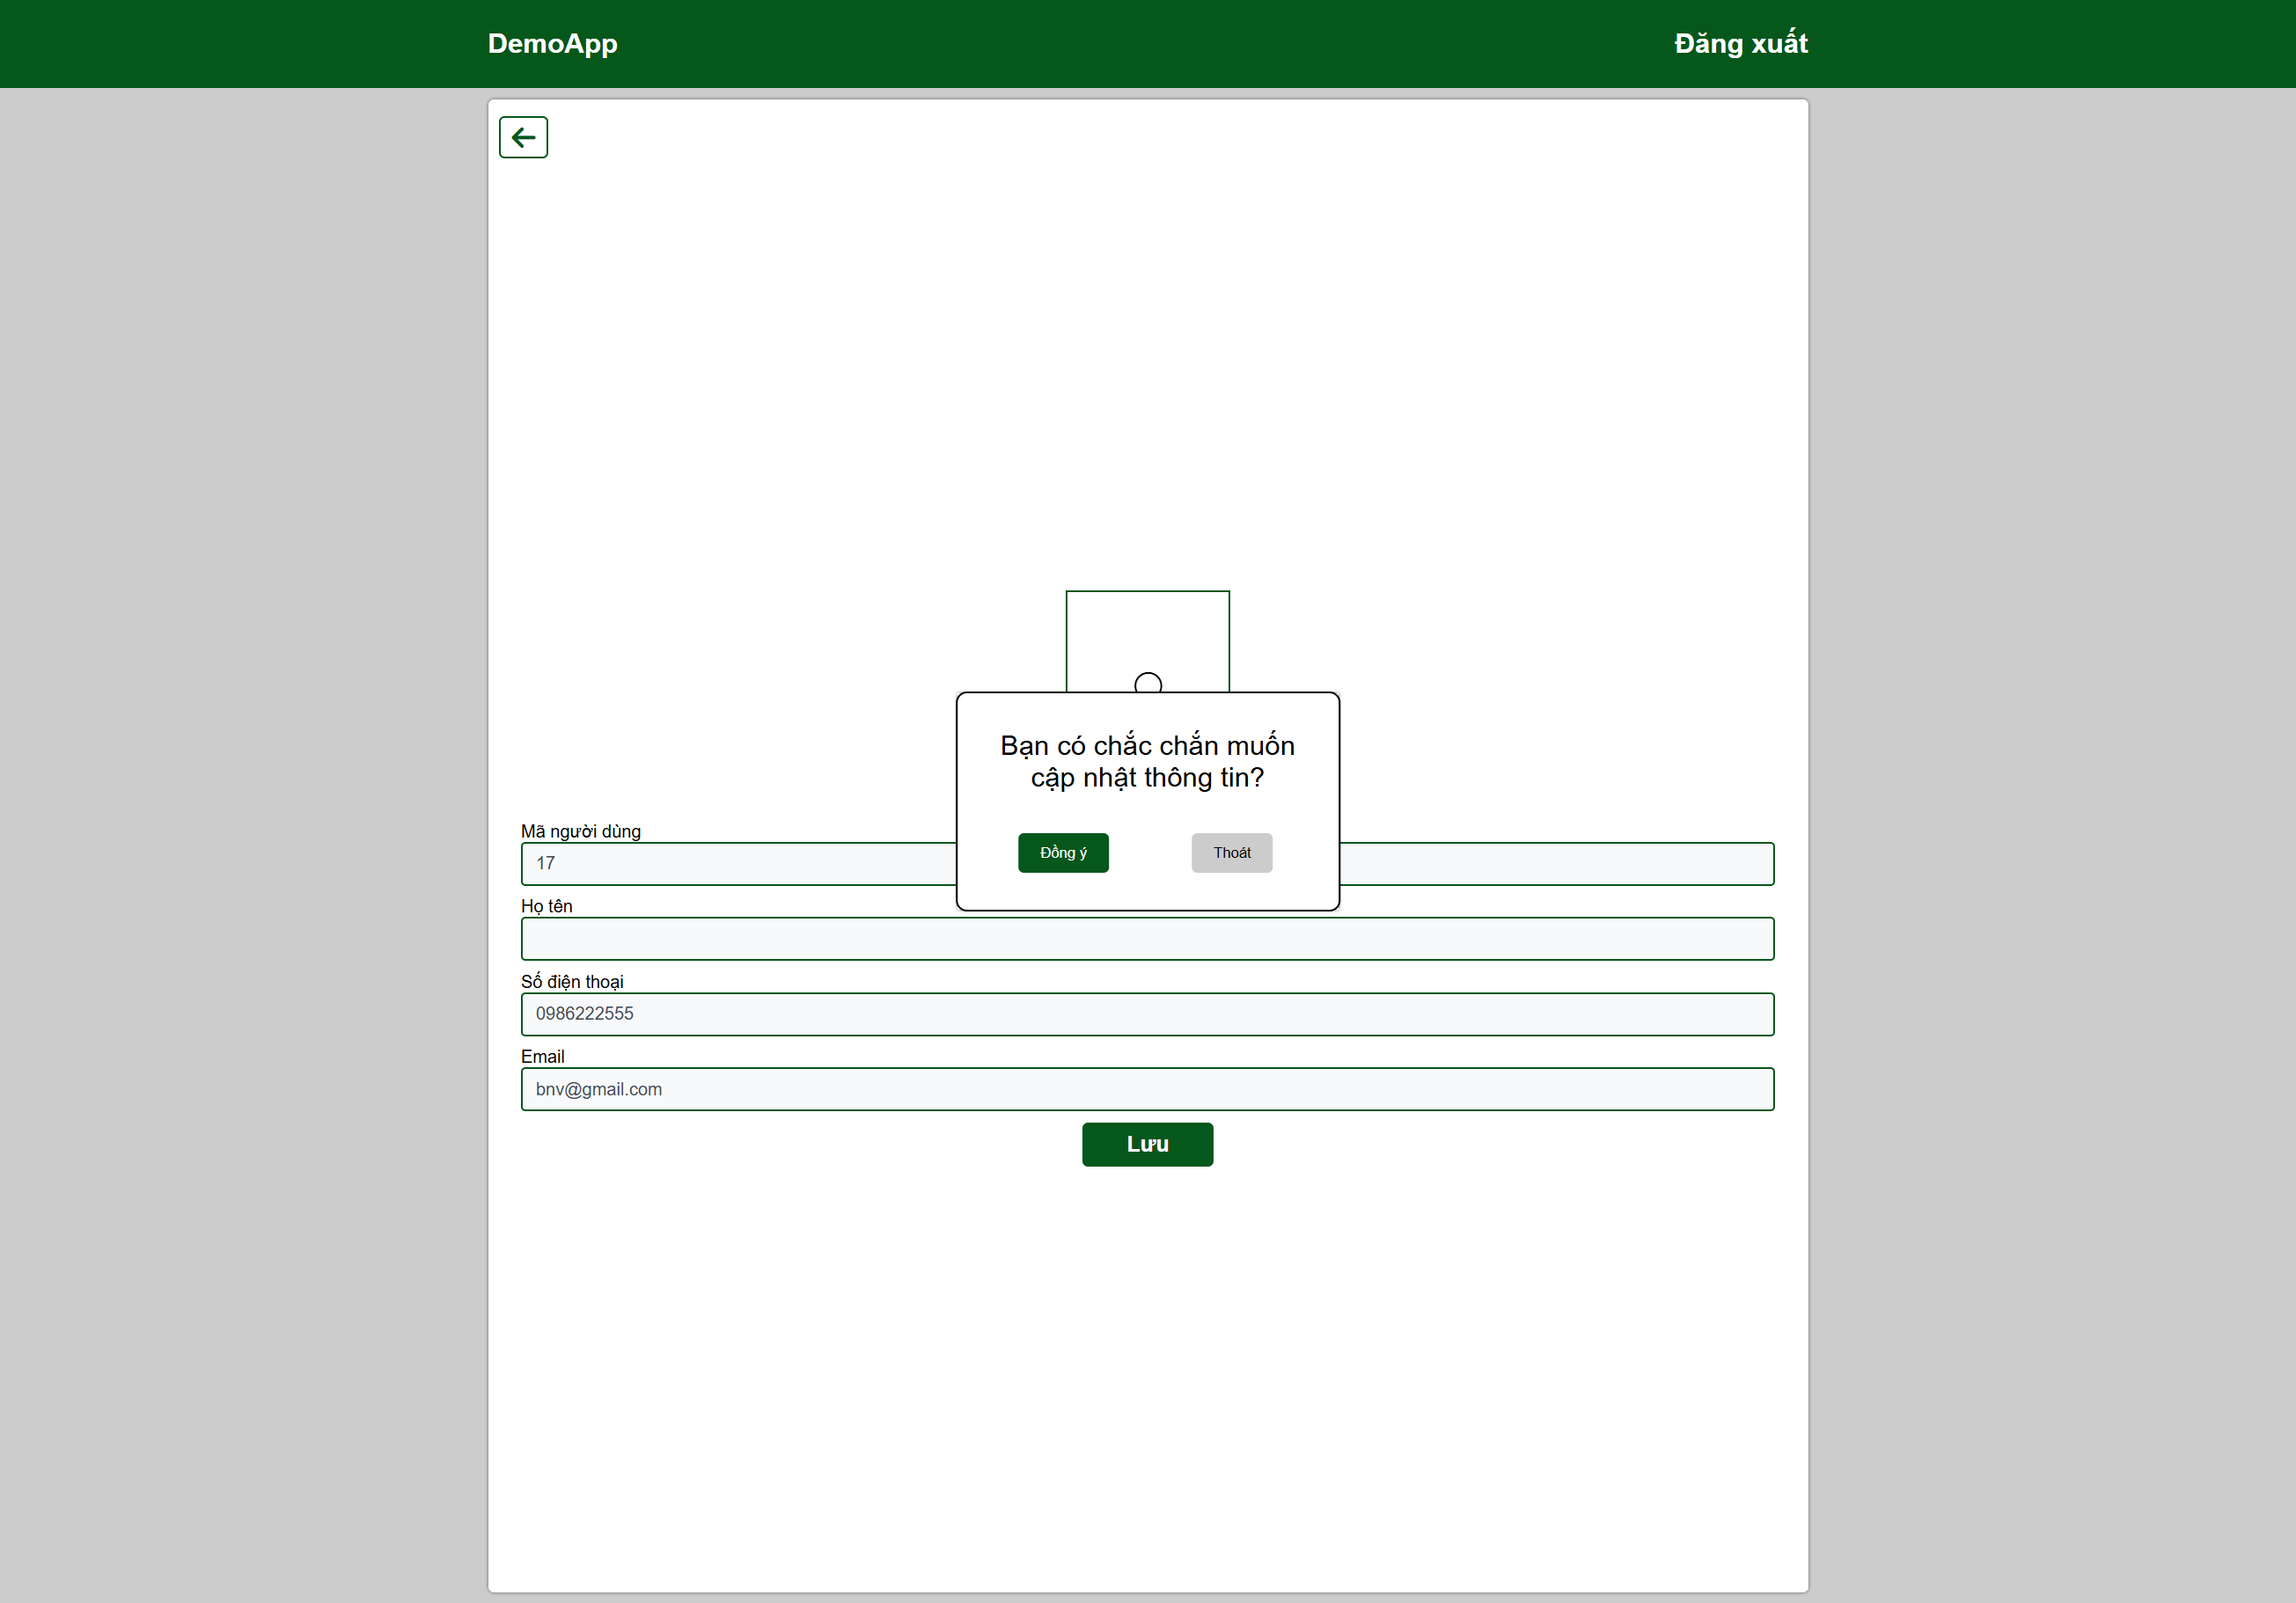 DemoApp
Đăng xuất
Bạn có chắc chắn muốn
cập nhật thông tin?
Đồng ý
Thoát
Mã người dùng
17
Họ tên
Số điện thoại
0986222555
Email
bnv@gmail.com
Lưu